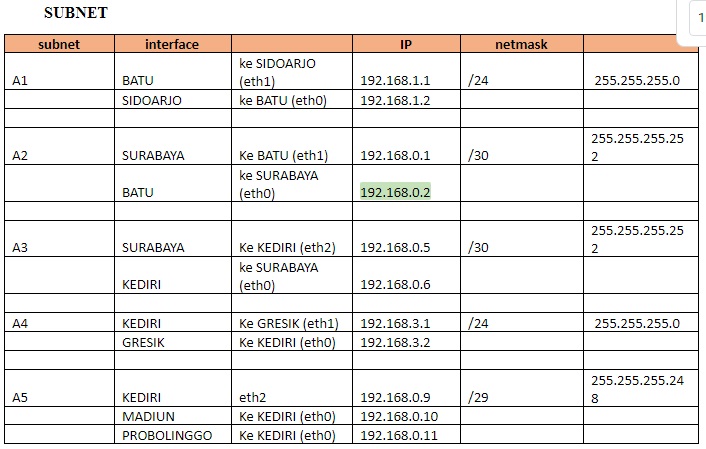 SUBNET
1
subnet interface IP netmask
A1 BATU ke SIDOARJO (eth1) 192.168.1.1 /24 255.255.255.0
SIDOARJO ke BATU (eth0) 192.168.1.2
A2 SURABAYA Ke BATU (eth1) 192.168.0.1 /30 255.255.255.252
BATU ke SURABAYA (eth0) 192.168.0.2
A3 SURABAYA Ke KEDIRI (eth2) 192.168.0.5 /30 255.255.255.252
KEDIRI ke SURABAYA (eth0) 192.168.0.6
A4 KEDIRI Ke GRESIK (eth1) 192.168.3.1 /24 255.255.255.0
GRESIK Ke KEDIRI (eth0) 192.168.3.2
A5 KEDIRI eth2 192.168.0.9 /29 255.255.255.248
MADIUN Ke KEDIRI (eth0) 192.168.0.10
PROBOLINGGO Ke KEDIRI (eth0) 192.168.0.11